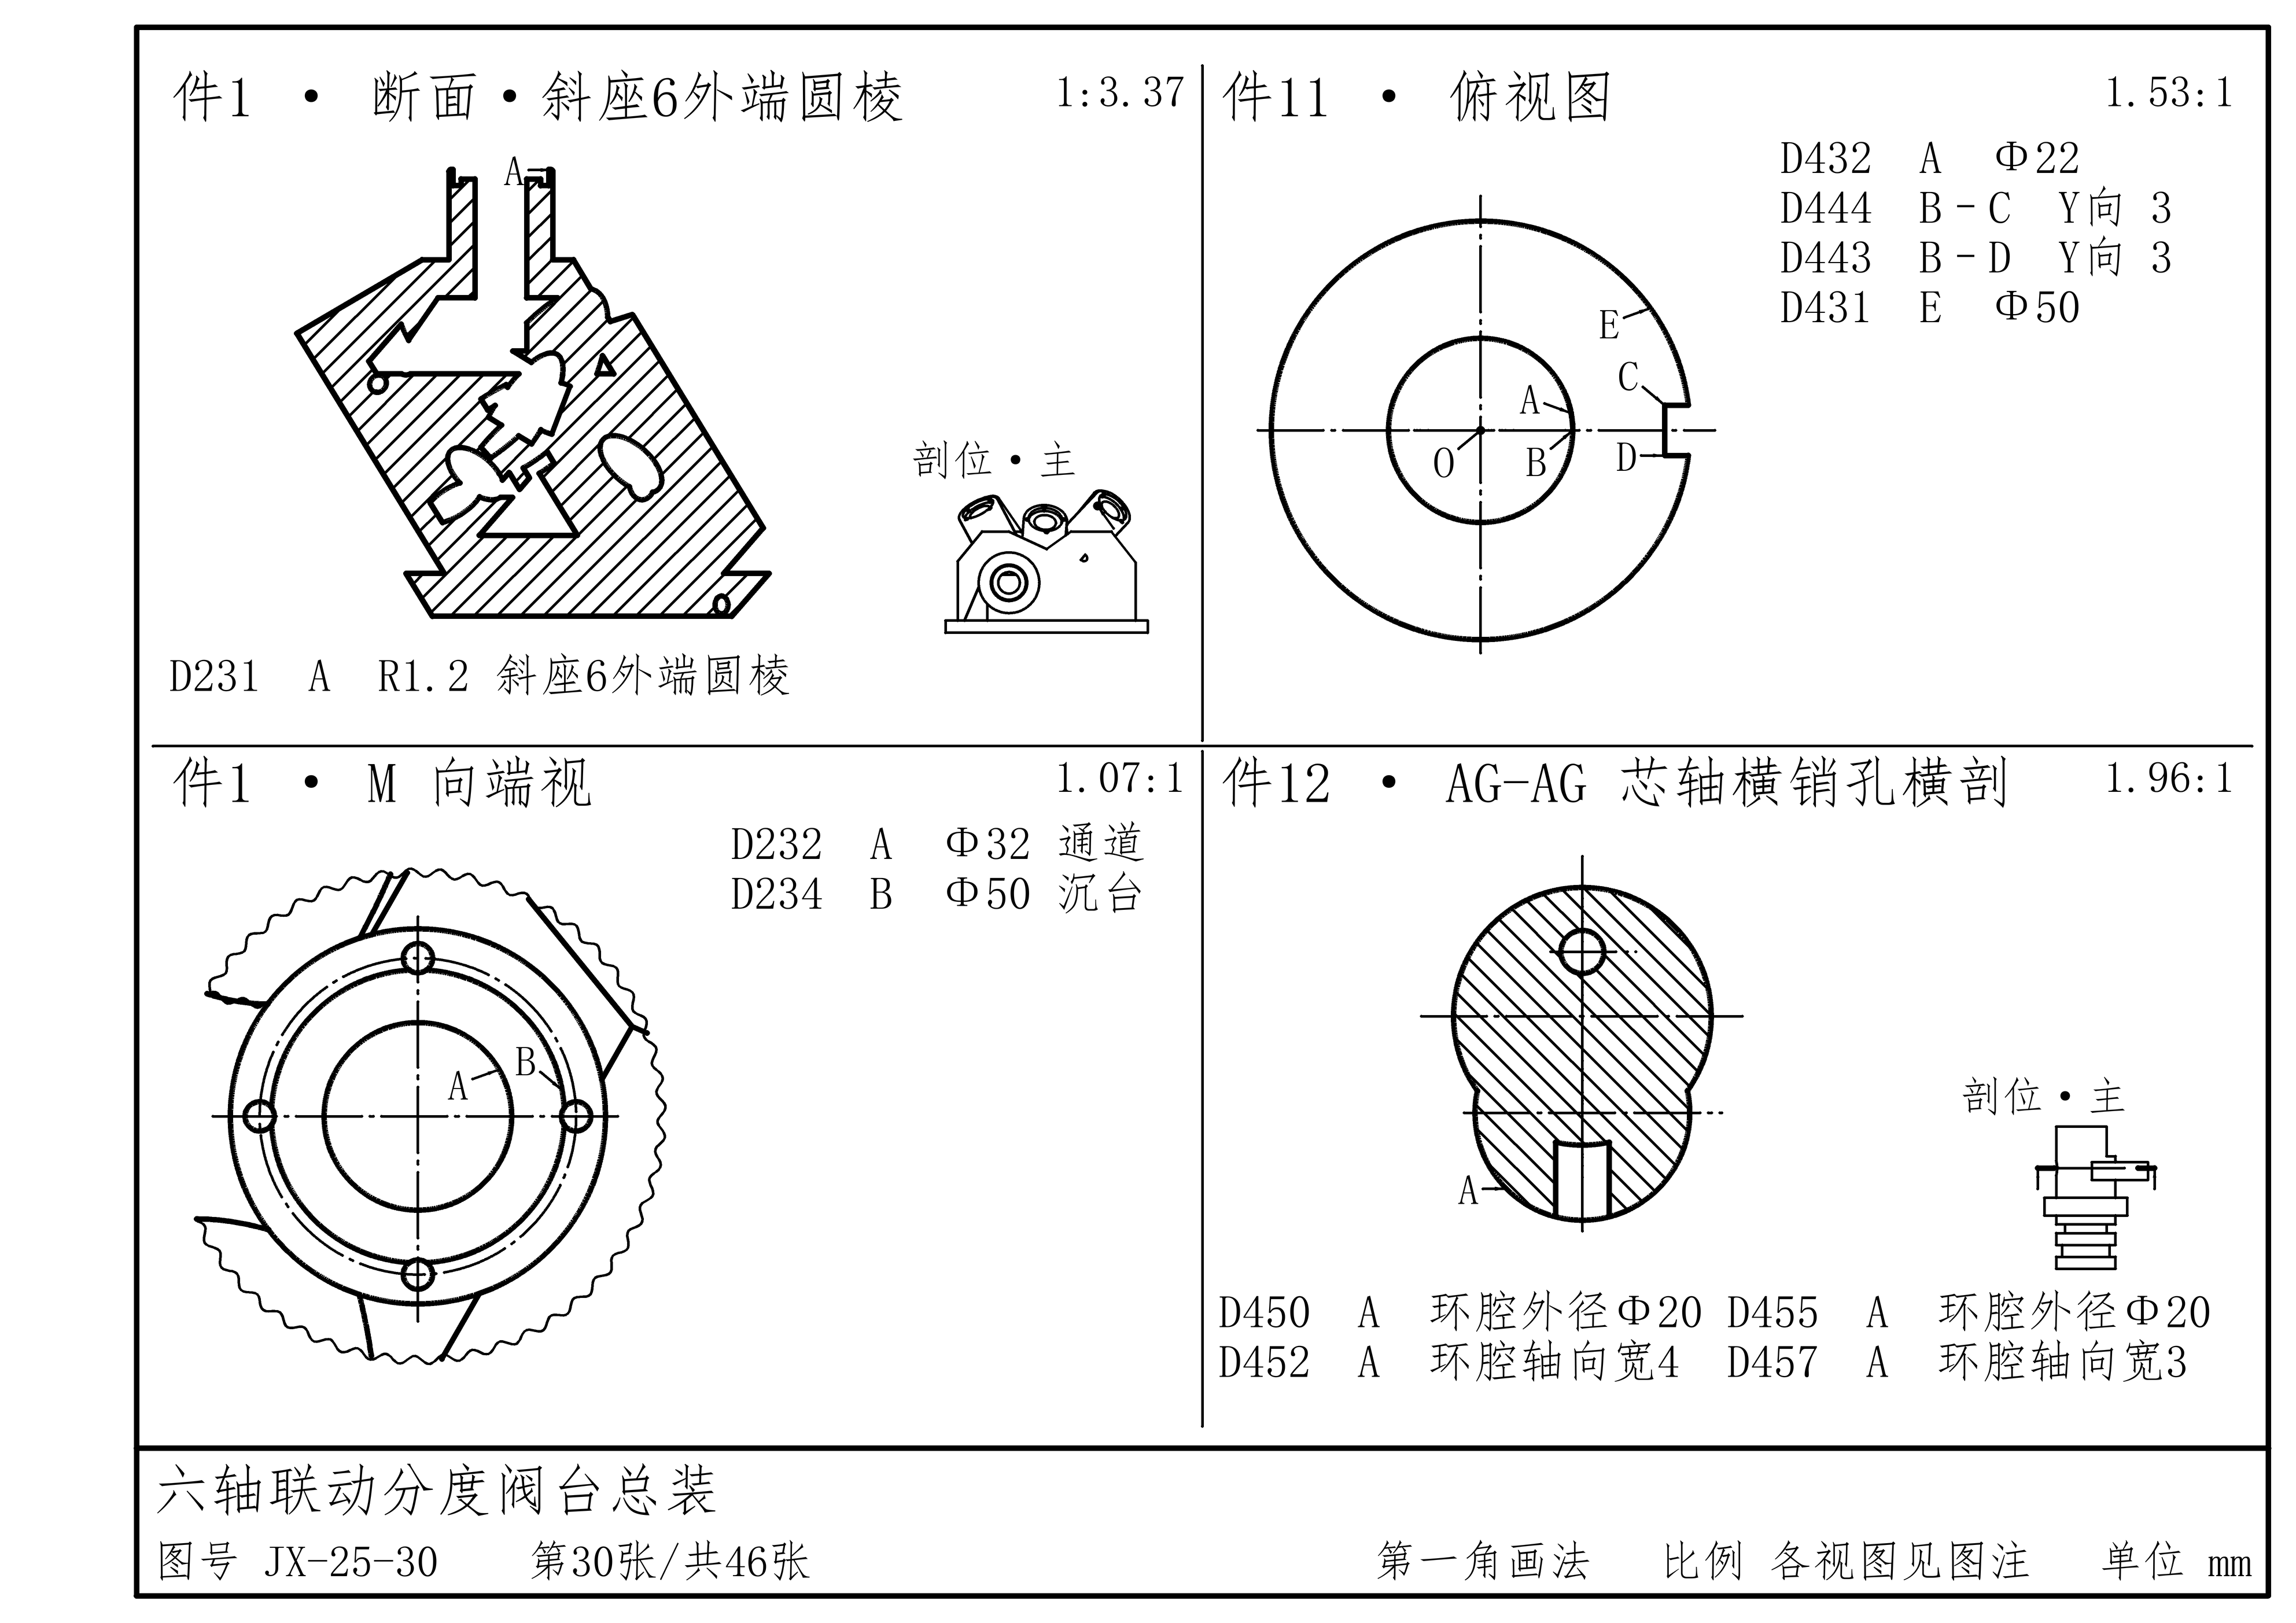 件1 · 断面·斜座6外端圆棱 1:3.37
A
剖位·主
D231 A R1.2 斜座6外端圆棱
件11 · 俯视图 1.53:1
D432 A Φ22
D444 B-C Y向 3
D443 B-D Y向 3
D431 E Φ50
E
C
A
O
B
D
件1 · M 向端视 1.07:1
D232 A Φ32 通道
D234 B Φ50 沉台
B
A
件12 · AG-AG 芯轴横销孔横剖 1.96:1
剖位·主
A
D450 A 环腔外径Φ20 D455 A 环腔外径Φ20
D452 A 环腔轴向宽4 D457 A 环腔轴向宽3
六轴联动分度阀台总装
图号 JX-25-30 第30张/共46张 第一角画法 比例 各视图见图注 单位 mm